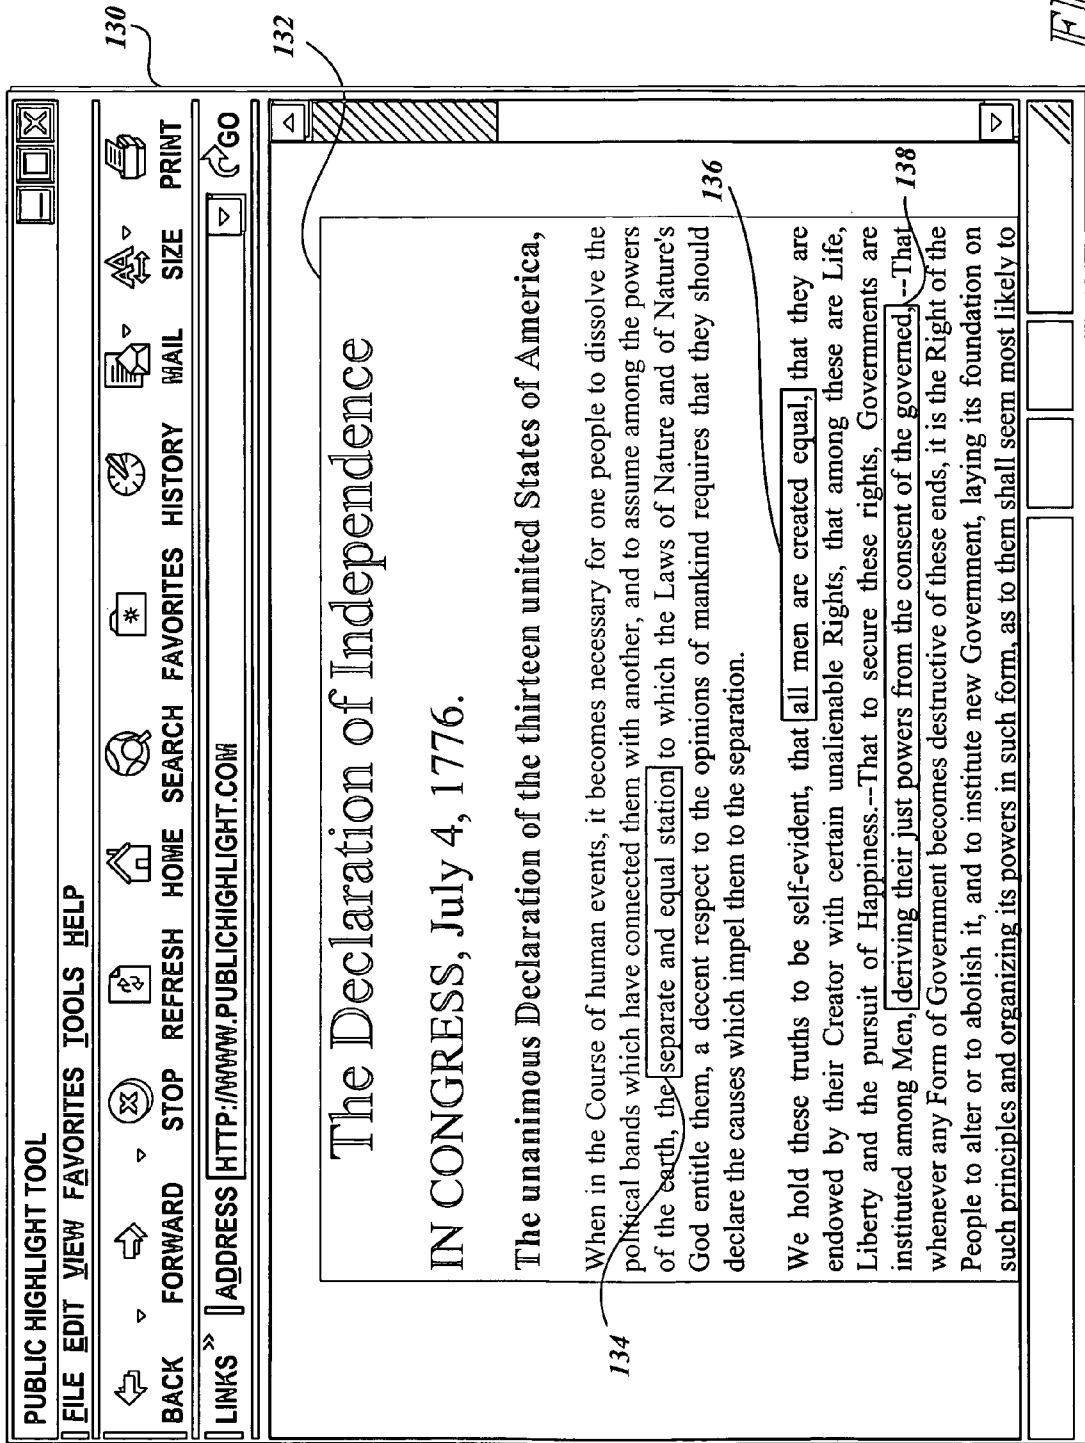 PUBLIC HIGHLIGHT TOOL
FILE EDIT VIEW FAVORITES TOOLS HELP
BACK FORWARD STOP REFRESH HOME SEARCH FAVORITES HISTORY MAIL SIZE PRINT
LINKS » ADDRESS HTTP://WWW.PUBLICHIGHLIGHT.COM GO
130
132
The Declaration of Independence
IN CONGRESS, July 4, 1776.
The unanimous Declaration of the thirteen united States of America,
When in the Course of human events, it becomes necessary for one people to dissolve the
political bands which have connected them with another, and to assume among the powers
of the earth, the separate and equal station to which the Laws of Nature and of Nature's
God entitle them, a decent respect to the opinions of mankind requires that they should
declare the causes which impel them to the separation.
134
136
We hold these truths to be self-evident, that all men are created equal, that they are
endowed by their Creator with certain unalienable Rights, that among these are Life,
Liberty and the pursuit of Happiness.--That to secure these rights, Governments are
instituted among Men, deriving their just powers from the consent of the governed, --That
138
whenever any Form of Government becomes destructive of these ends, it is the Right of the
People to alter or to abolish it, and to institute new Government, laying its foundation on
such principles and organizing its powers in such form, as to them shall seem most likely to